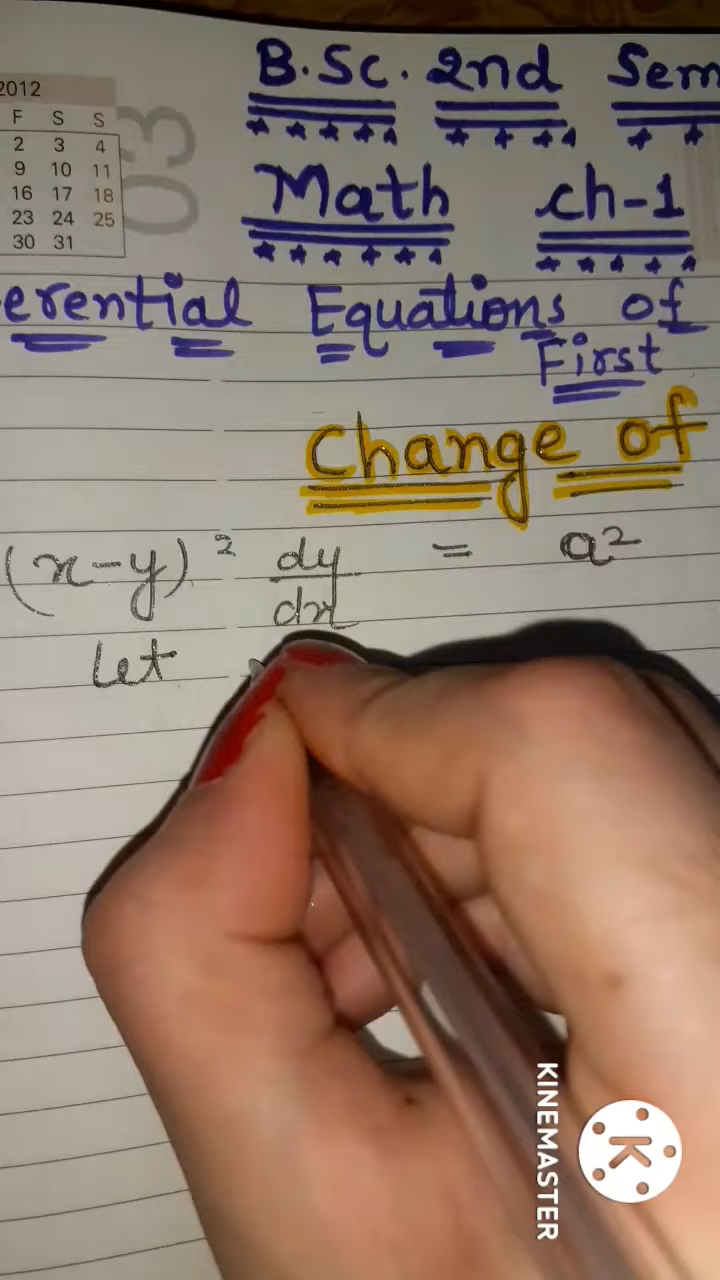 B.Sc. 2nd Sem
Math ch-1
erential Equations of
First
Change of
(x-y)² dy/dx = a²
Let
2012
F S S
2 3 4
9 10 11
16 17 18
23 24 25
30 31
03
KINEMASTER